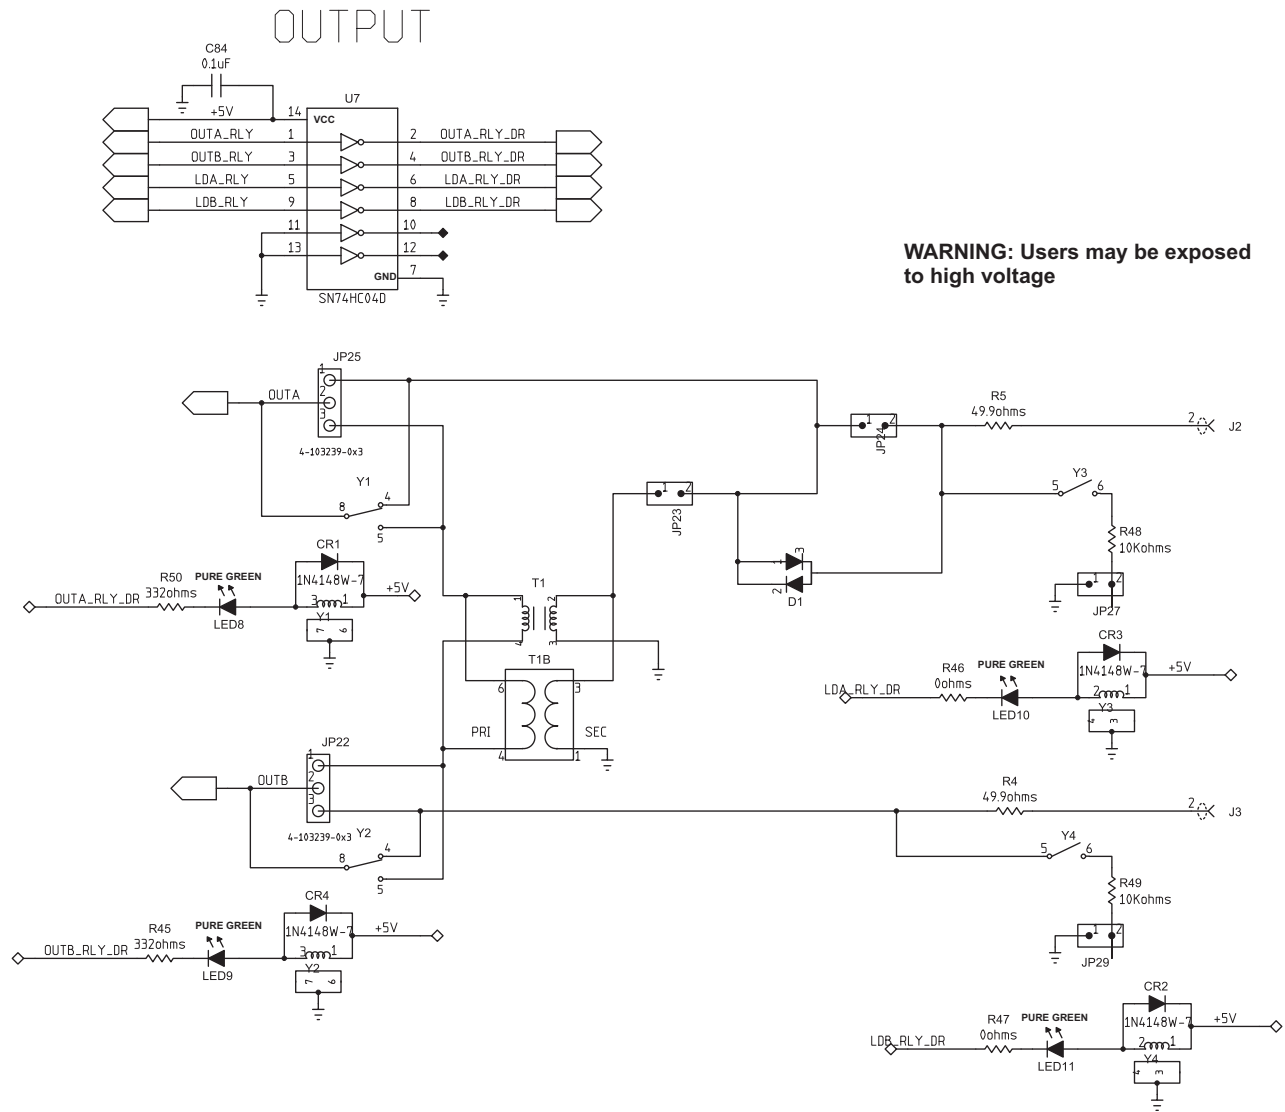 OUTPUT
C84
0.1uF
U7
+5V 14 VCC
OUTA_RLY 1 2 OUTA_RLY_DR
OUTB_RLY 3 4 OUTB_RLY_DR
LDA_RLY 5 6 LDA_RLY_DR
LDB_RLY 9 8 LDB_RLY_DR
11 10
13 12
GND 7
SN74HC04D
WARNING: Users may be exposed
to high voltage
JP25
1
OUTA 2
3
4-103239-0x3
Y1
8 4
5
R5
49.9ohms
1 2
JP24
2 J2
1 2
JP23
Y3
5 6
R48
10Kohms
1 2
JP27
1 3
2
D1
CR1
1N4148W-7
R50
332ohms
PURE GREEN
OUTA_RLY_DR
LED8
3 1
Y1
7 6
+5V
T1
1 2
4 3
T1B
6 3
PRI SEC
4 1
CR3
1N4148W-7
R46
0ohms
PURE GREEN
LDA_RLY_DR
LED10
2 1
Y3
4 3
+5V
JP22
1
OUTB 2
3
4-103239-0x3
Y2
8 4
5
R4
49.9ohms
2 J3
Y4
5 6
R49
10Kohms
1 2
JP29
CR4
1N4148W-7
R45
332ohms
PURE GREEN
OUTB_RLY_DR
LED9
3 1
Y2
7 6
+5V
CR2
1N4148W-7
R47
0ohms
PURE GREEN
LDB_RLY_DR
LED11
2 1
Y4
4 3
+5V